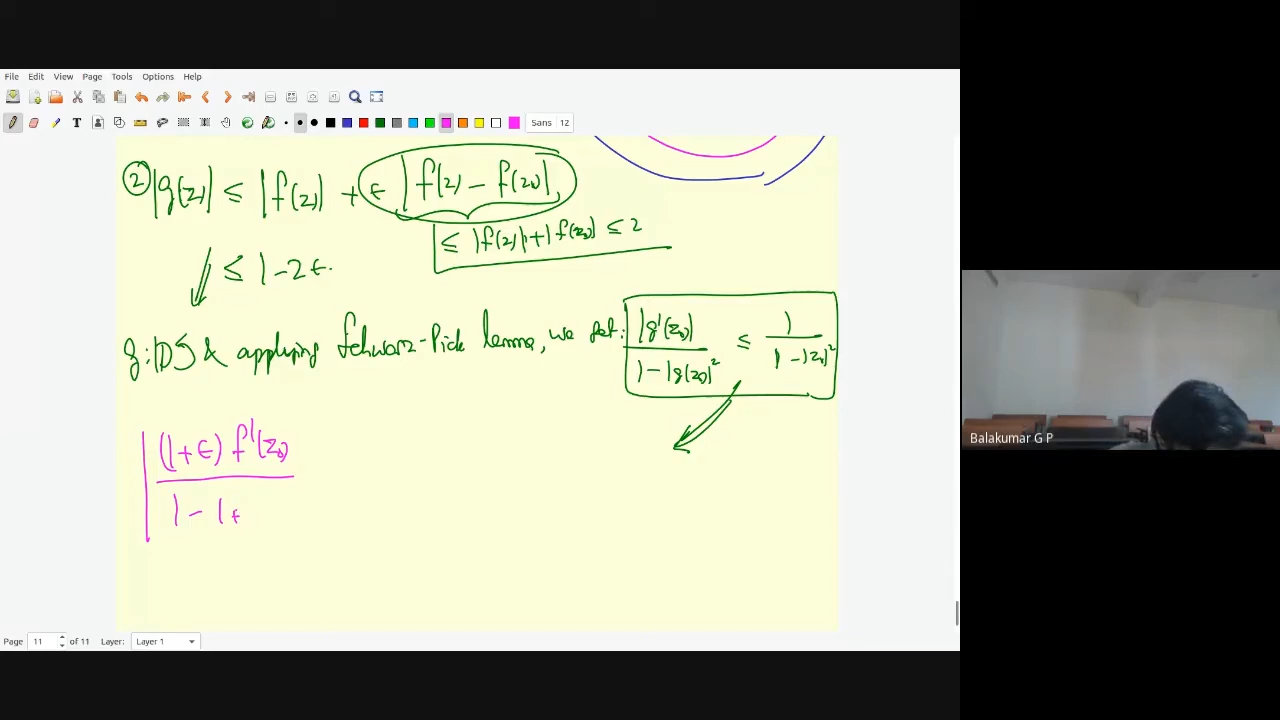 File Edit View Page Tools Options Help
Sans 12
② |g(z)| ≤ |f(z)| + ϵ |f(z) - f(z₀)|
≤ |f(z)| + |f(z₀)| ≤ 2
≤ 1 - 2ϵ.
g: D & applying Schwarz-Pick lemma, we get: |g'(z₀)| / 1 - |g(z₀)|² ≤ 1 / 1 - |z₀|²
(1+ϵ) f'(z₀)
1 - |
Balakumar G P
Page 11 of 11 Layer: Layer 1